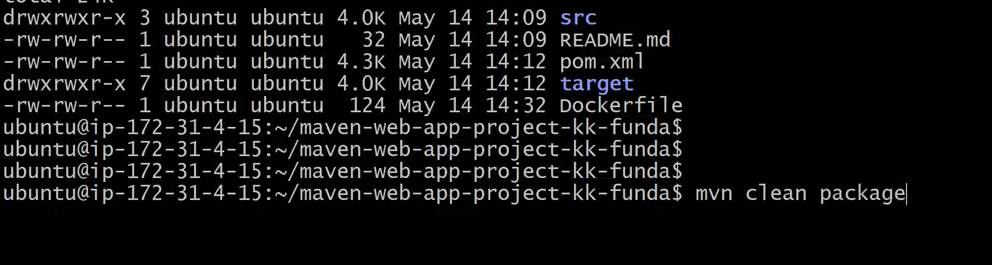 drwxrwxr-x 3 ubuntu ubuntu 4.0K May 14 14:09 src
-rw-rw-r-- 1 ubuntu ubuntu   32 May 14 14:09 README.md
-rw-rw-r-- 1 ubuntu ubuntu 4.3K May 14 14:12 pom.xml
drwxrwxr-x 7 ubuntu ubuntu 4.0K May 14 14:12 target
-rw-rw-r-- 1 ubuntu ubuntu  124 May 14 14:32 Dockerfile
ubuntu@ip-172-31-4-15:~/maven-web-app-project-kk-funda$
ubuntu@ip-172-31-4-15:~/maven-web-app-project-kk-funda$
ubuntu@ip-172-31-4-15:~/maven-web-app-project-kk-funda$
ubuntu@ip-172-31-4-15:~/maven-web-app-project-kk-funda$ mvn clean package